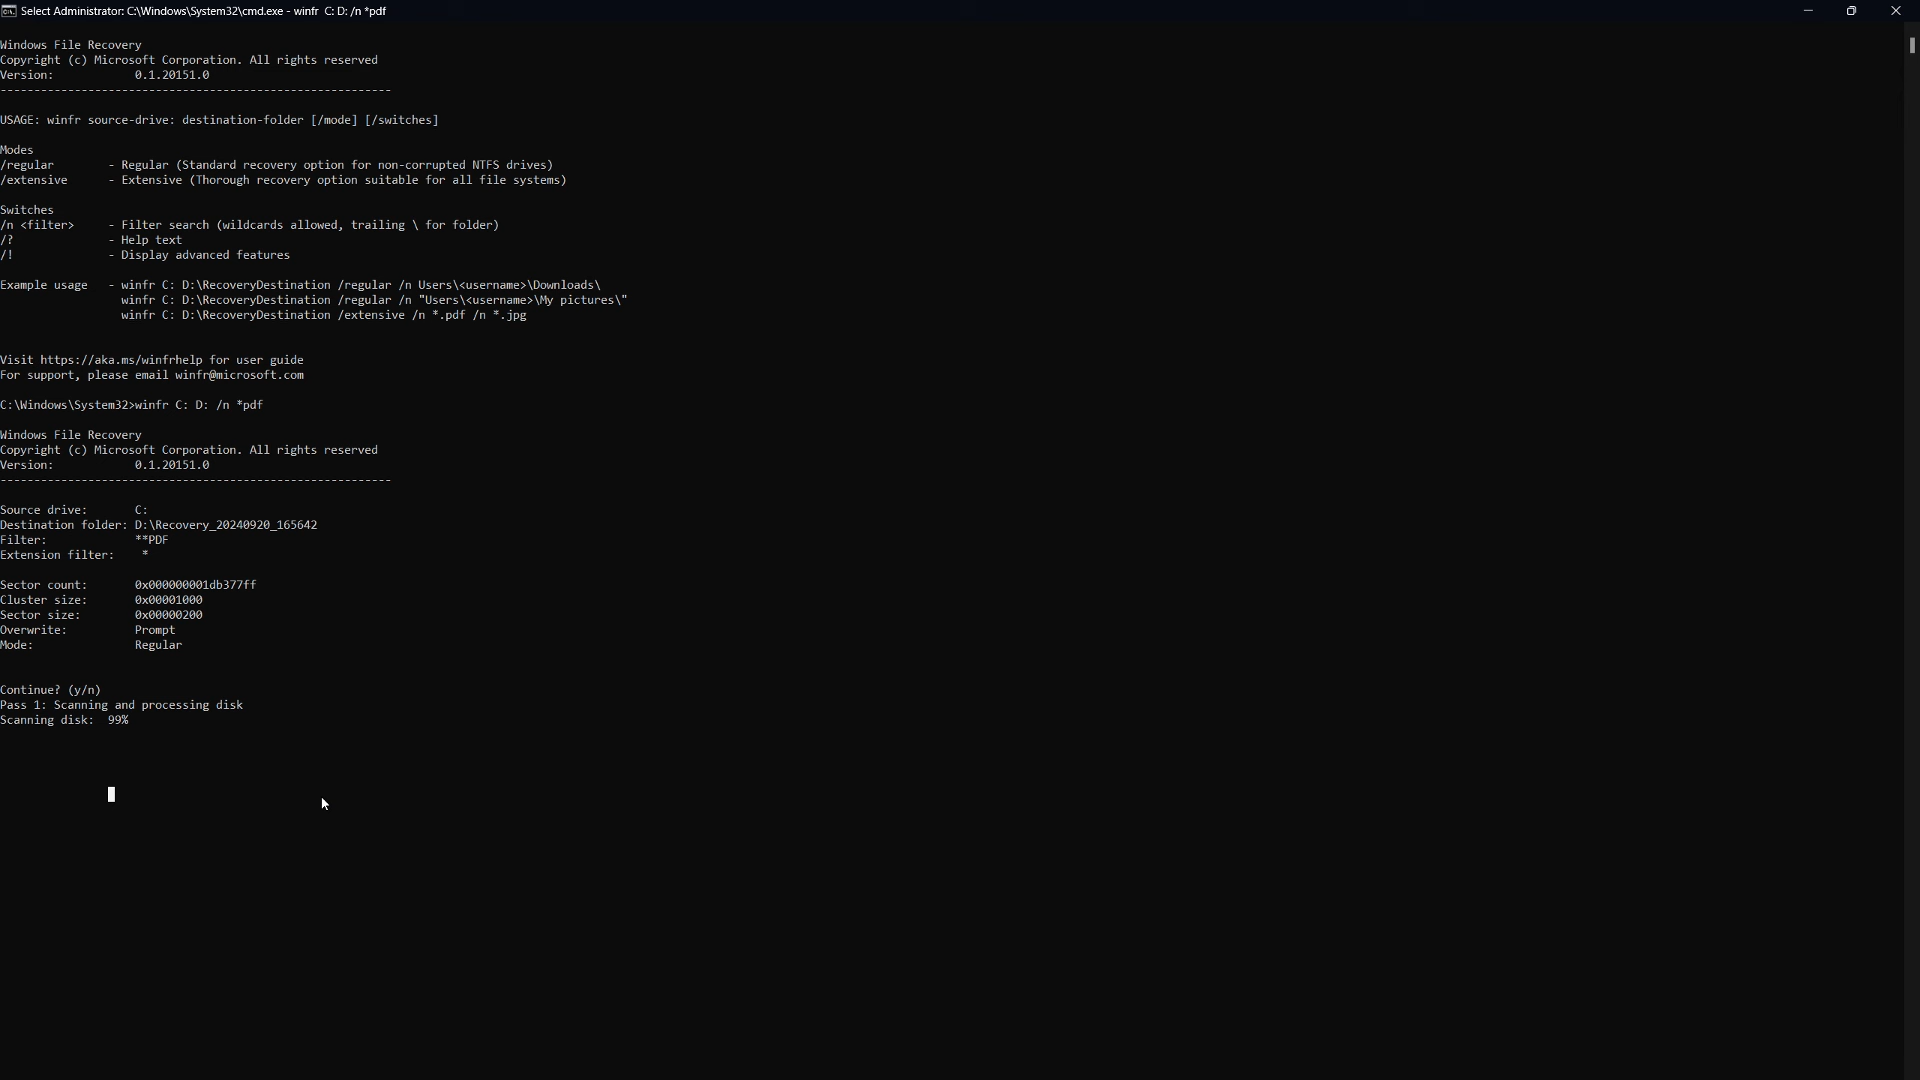 Select Administrator: C:\Windows\System32\cmd.exe - winfr  C: D: /n *pdf
Windows File Recovery
Copyright (c) Microsoft Corporation. All rights reserved
Version:            0.1.20151.0
----------------------------------------------------------
USAGE: winfr source-drive: destination-folder [/mode] [/switches]
Modes
/regular        - Regular (Standard recovery option for non-corrupted NTFS drives)
/extensive      - Extensive (Thorough recovery option suitable for all file systems)
Switches
/n <filter>     - Filter search (wildcards allowed, trailing \ for folder)
/?              - Help text
/!              - Display advanced features
Example usage   - winfr C: D:\RecoveryDestination /regular /n Users\<username>\Downloads\
                  winfr C: D:\RecoveryDestination /regular /n "Users\<username>\My pictures\"
                  winfr C: D:\RecoveryDestination /extensive /n *.pdf /n *.jpg
Visit https://aka.ms/winfrhelp for user guide
For support, please email winfr@microsoft.com
C:\Windows\System32>winfr C: D: /n *pdf
Windows File Recovery
Copyright (c) Microsoft Corporation. All rights reserved
Version:            0.1.20151.0
----------------------------------------------------------
Source drive:       C:
Destination folder: D:\Recovery_20240920_165642
Filter:             **PDF
Extension filter:    *
Sector count:       0x000000001db377ff
Cluster size:       0x00001000
Sector size:        0x00000200
Overwrite:          Prompt
Mode:               Regular
Continue? (y/n)
Pass 1: Scanning and processing disk
Scanning disk:  99%